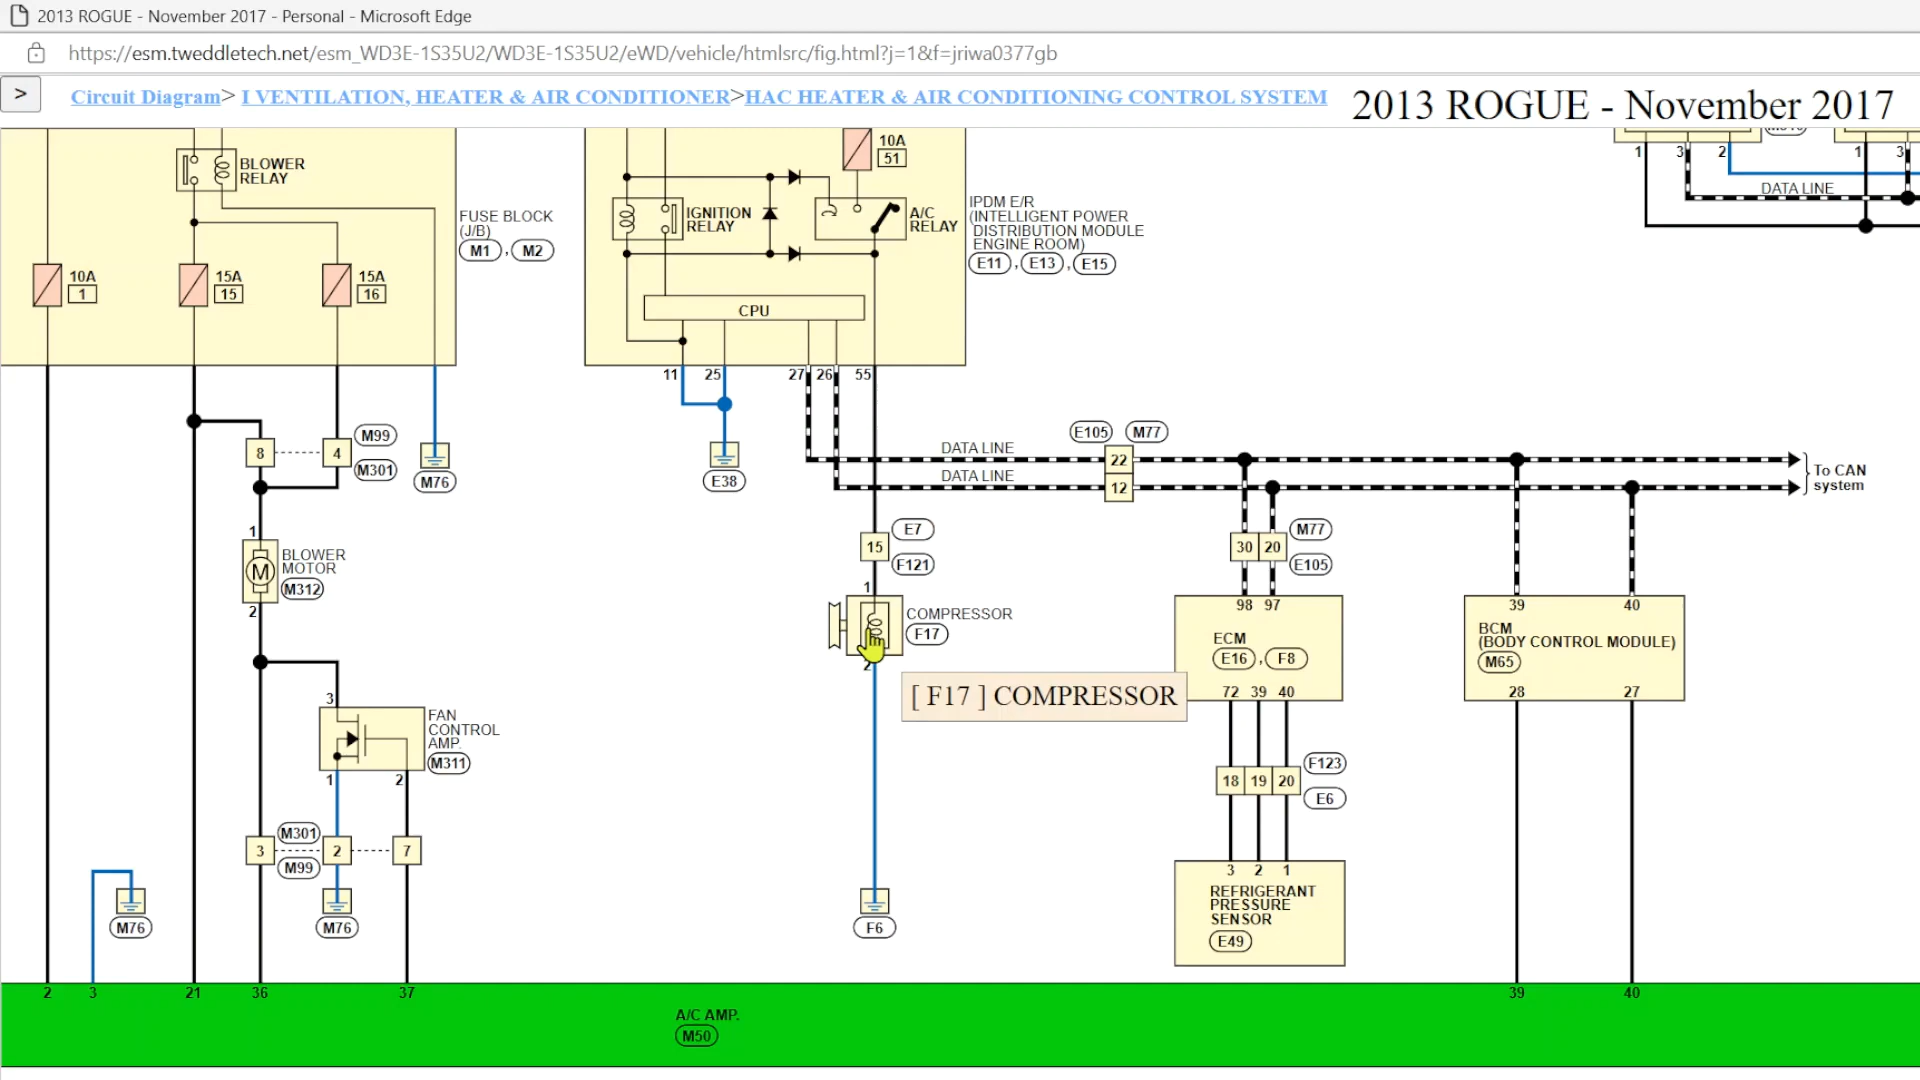 2013 ROGUE - November 2017 - Personal - Microsoft Edge
https://esm.tweddletech.net/esm_WD3E-1S35U2/WD3E-1S35U2/eWD/vehicle/htmlsrc/fig.html?j=1&f=jriwa0377gb
>
Circuit Diagram> I VENTILATION, HEATER & AIR CONDITIONER>HAC HEATER & AIR CONDITIONING CONTROL SYSTEM
2013 ROGUE - November 2017
BLOWER
RELAY
10A
1
15A
15
15A
16
FUSE BLOCK
(J/B)
M1 , M2
10A
51
IGNITION
RELAY
A/C
RELAY
CPU
IPDM E/R
(INTELLIGENT POWER
DISTRIBUTION MODULE
ENGINE ROOM)
E11 , E13 , E15
1 3 2
1 3
DATA LINE
11 25 27 26 55
8 4
M99
M301
M76
E38
DATA LINE
DATA LINE
E105 M77
22
12
To CAN
system
1
BLOWER
MOTOR
M312
2
M
15
E7
F121
1
COMPRESSOR
F17
2
[ F17 ] COMPRESSOR
30 20
M77
E105
98 97
ECM
E16 , F8
72 39 40
39 40
BCM
(BODY CONTROL MODULE)
M65
28 27
3
FAN
CONTROL
AMP.
M311
1 2
18 19 20
F123
E6
3 2 7
M301
M99
M76
M76
F6
3 2 1
REFRIGERANT
PRESSURE
SENSOR
E49
2 3 21 36 37 39 40
A/C AMP.
M50